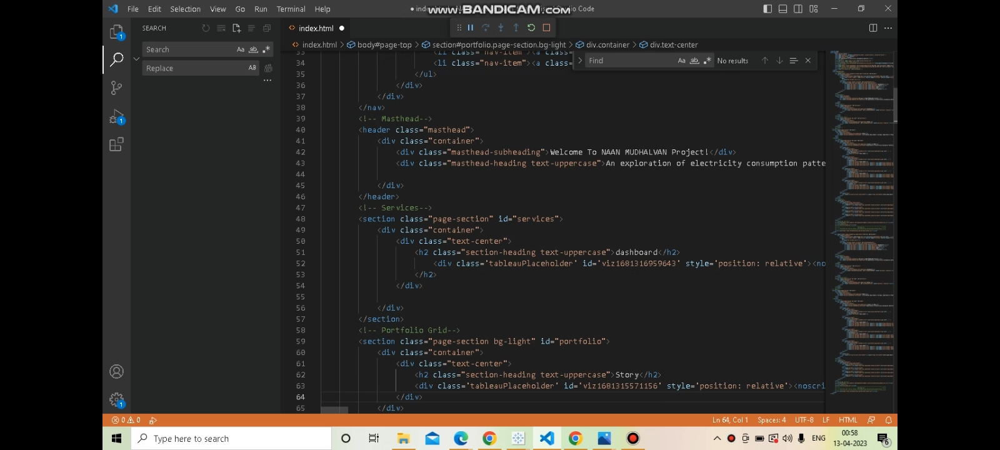 File Edit Selection View Go Run Terminal Help
www.BANDICAM.com
Studio Code
SEARCH
index.html
index.html body#page-top section#portfolio.page-section.bg-light div.container div.text-center
Search Aa ab
Replace AB
Find Aa ab No results
33 <li class="nav-item"><a class=
34 <li class="nav-item"><a class=
35 </ul>
36 </div>
37 </div>
38 </nav>
39 <!-- Masthead-->
40 <header class="masthead">
41 <div class="container">
42 <div class="masthead-subheading">Welcome To NAAN MUDHALVAN Project!</div>
43 <div class="masthead-heading text-uppercase">An exploration of electricity consumption patte
44
45 </div>
46 </header>
47 <!-- Services-->
48 <section class="page-section" id="services">
49 <div class="container">
50 <div class="text-center">
51 <h2 class="section-heading text-uppercase">dashboard</h2>
52 <div class='tableauPlaceholder' id='viz1681316959643' style='position: relative'><no
53 </h2>
54 </div>
55
56 </div>
57 </section>
58 <!-- Portfolio Grid-->
59 <section class="page-section bg-light" id="portfolio">
60 <div class="container">
61 <div class="text-center">
62 <h2 class="section-heading text-uppercase">Story</h2>
63 <div class='tableauPlaceholder' id='viz1681315571156' style='position: relative'><noscri
64 </div>
65 </div>
1
1
1
0 0 Ln 64, Col 1 Spaces: 4 UTF-8 LF HTML
Type here to search
ENG
00:58
13-04-2023
6